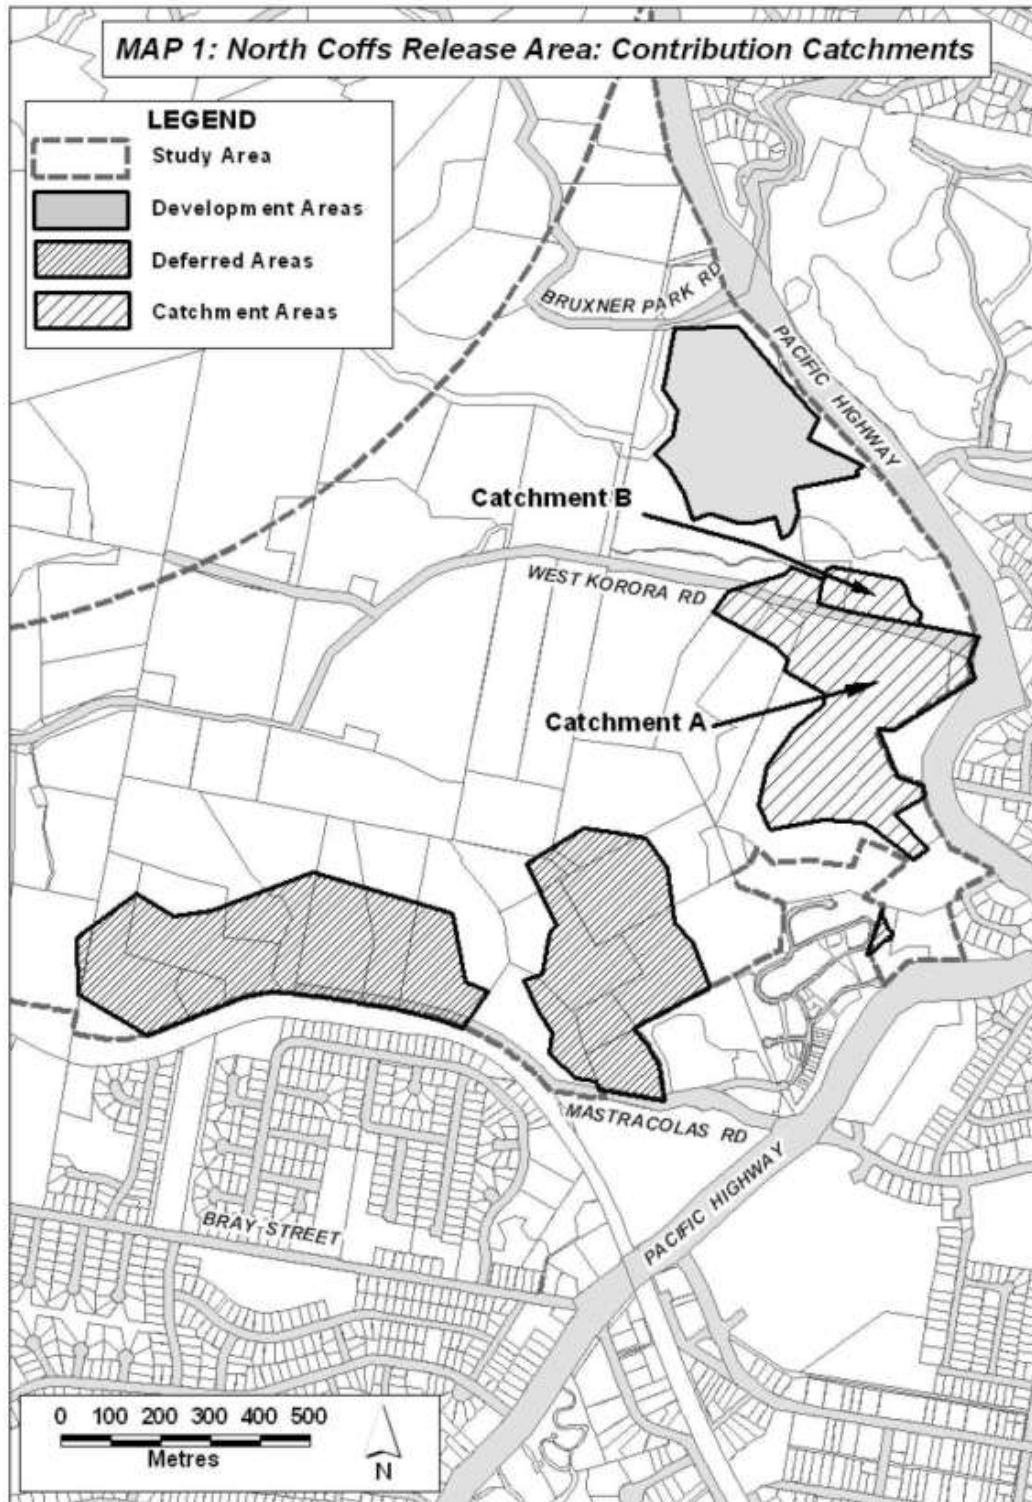 MAP 1: North Coffs Release Area: Contribution Catchments
LEGEND
Study Area
Development Areas
Deferred Areas
Catchment Areas
BRUXNER PARK RD
PACIFIC HIGHWAY
Catchment B
WEST KORORA RD
Catchment A
MASTRACOLAS RD
PACIFIC HIGHWAY
BRAY STREET
0 100 200 300 400 500
Metres
N